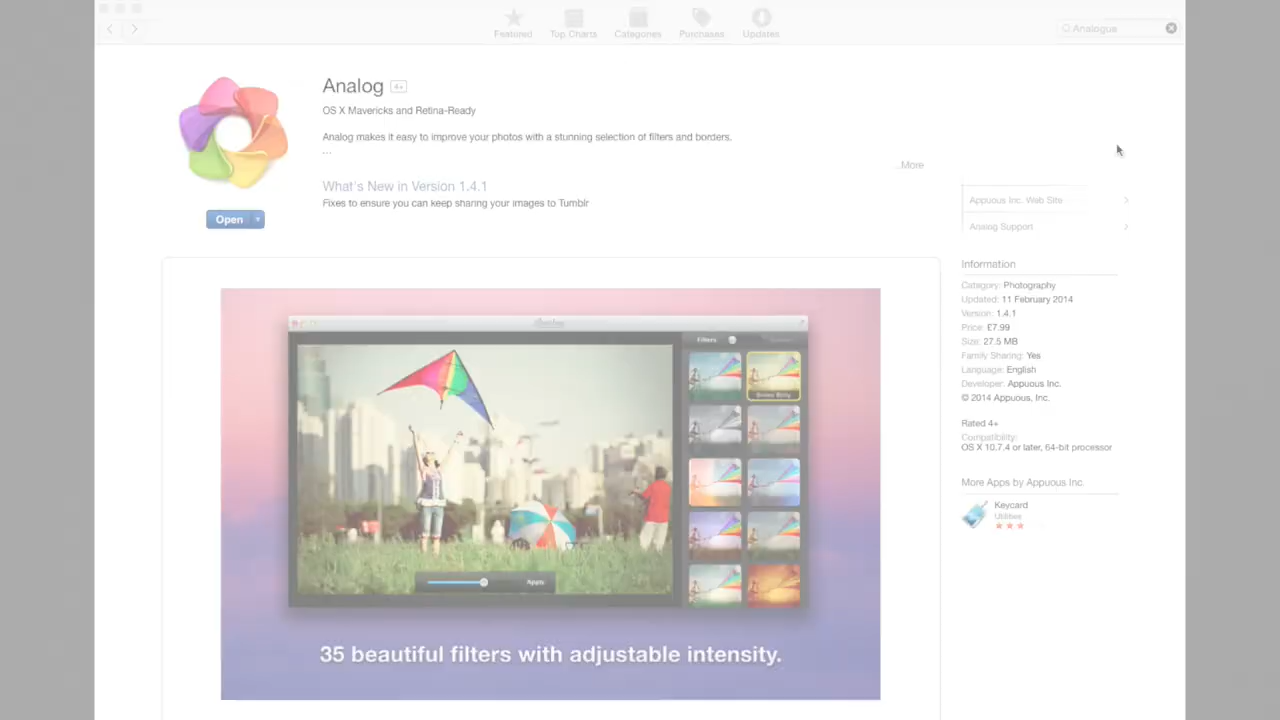 Featured
Top Charts
Categories
Purchases
Updates
Analogue
Analog 4+
OS X Mavericks and Retina-Ready
Analog makes it easy to improve your photos with a stunning selection of filters and borders.
...
...More
What's New in Version 1.4.1
Fixes to ensure you can keep sharing your images to Tumblr
Open
Appuous Inc. Web Site
Analog Support
Information
Category: Photography
Updated: 11 February 2014
Version: 1.4.1
Price: £7.99
Size: 27.5 MB
Family Sharing: Yes
Language: English
Developer: Appuous Inc.
© 2014 Appuous, Inc.
Rated 4+
Compatibility:
OS X 10.7.4 or later, 64-bit processor
More Apps by Appuous Inc.
Keycard
Utilities
Analog
Filters
Apply
35 beautiful filters with adjustable intensity.